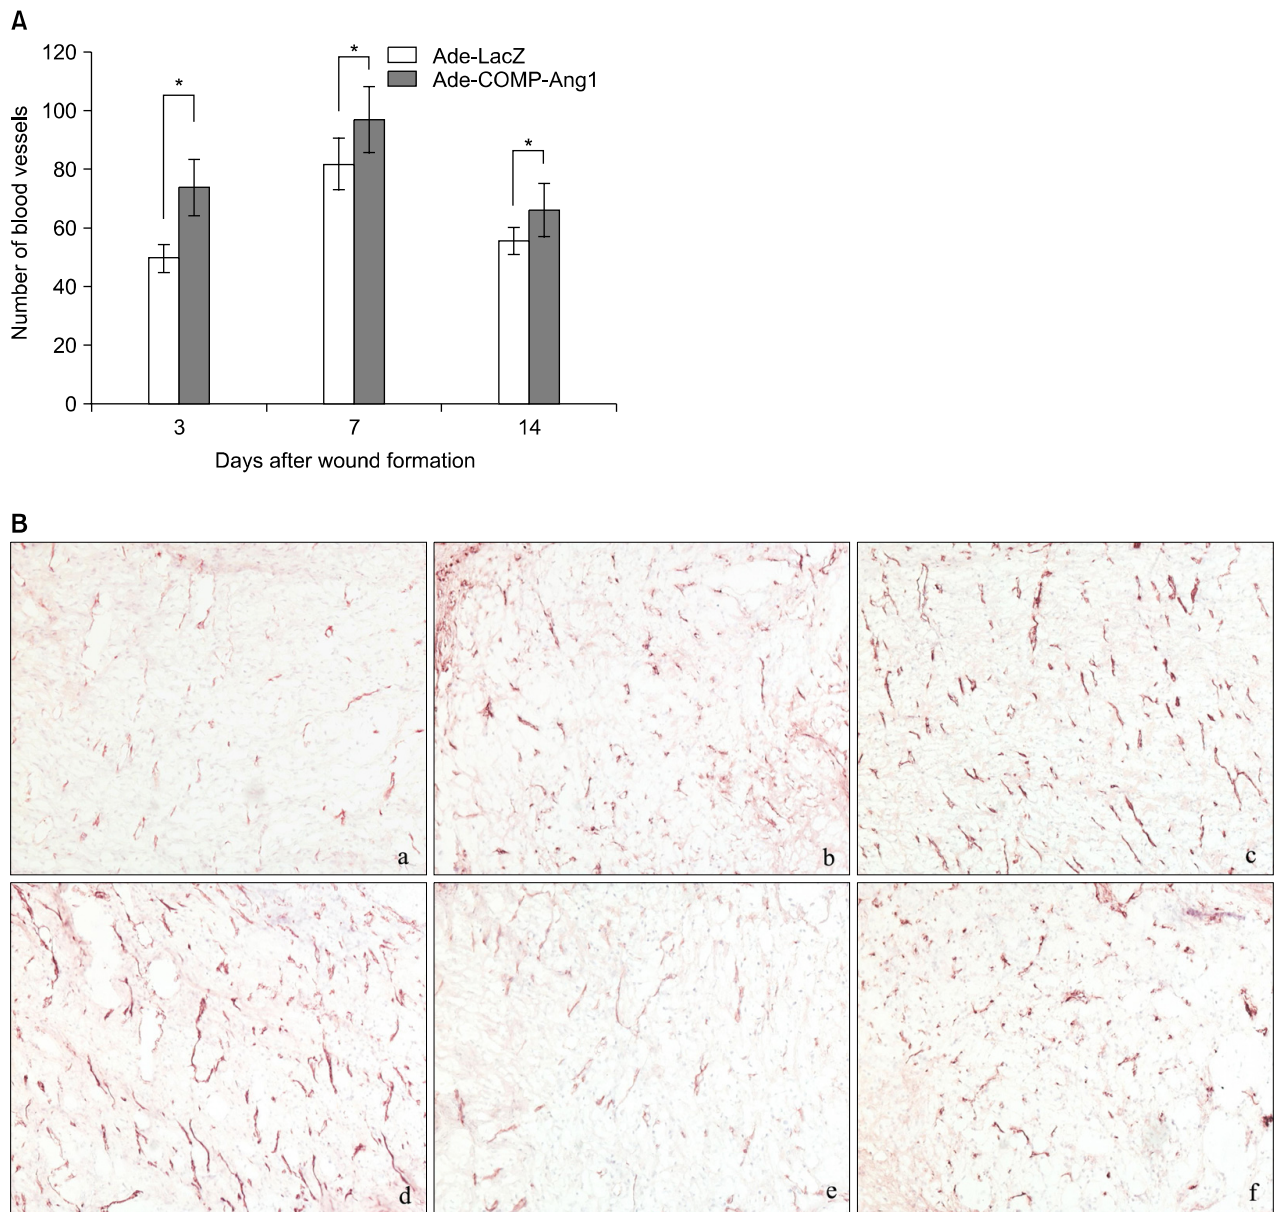 A
120
100
80
60
40
20
0
Number of blood vessels
*
*
*
Ade-LacZ
Ade-COMP-Ang1
3 7 14
Days after wound formation
B
a b c
d e f